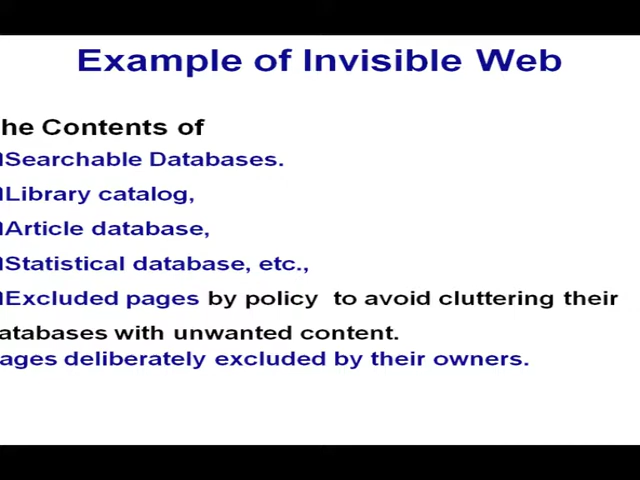 Example of Invisible Web
he Contents of
Searchable Databases.
Library catalog,
Article database,
Statistical database, etc.,
Excluded pages by policy to avoid cluttering their
atabases with unwanted content.
ages deliberately excluded by their owners.